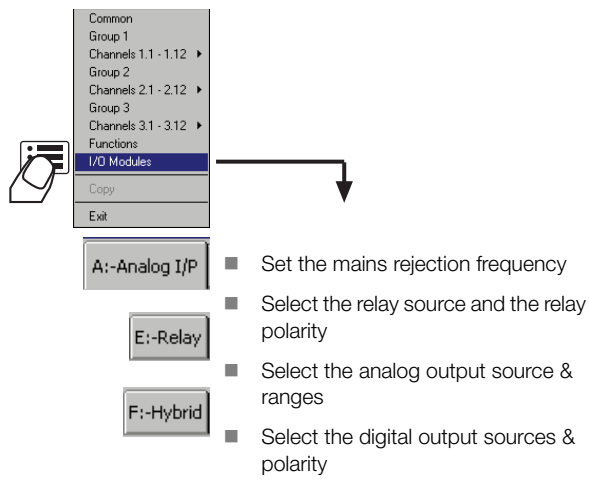 Common
Group 1
Channels 1.1 - 1.12
Group 2
Channels 2.1 - 2.12
Group 3
Channels 3.1 - 3.12
Functions
I/O Modules
Copy
Exit
A:-Analog I/P
E:-Relay
F:-Hybrid
Set the mains rejection frequency
Select the relay source and the relay
polarity
Select the analog output source &
ranges
Select the digital output sources &
polarity